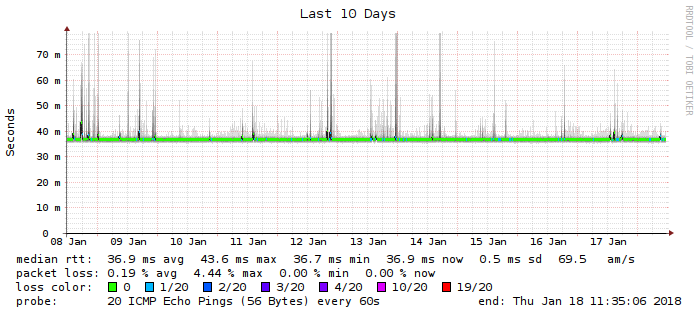 Last 10 Days
RRDTOOL / TOBI OETIKER
Seconds
70 m
60 m
50 m
40 m
30 m
20 m
10 m
0
08 Jan 09 Jan 10 Jan 11 Jan 12 Jan 13 Jan 14 Jan 15 Jan 16 Jan 17 Jan
median rtt: 36.9 ms avg 43.6 ms max 36.7 ms min 36.9 ms now 0.5 ms sd 69.5 am/s
packet loss: 0.19 % avg 4.44 % max 0.00 % min 0.00 % now
loss color: 0 1/20 2/20 3/20 4/20 10/20 19/20
probe: 20 ICMP Echo Pings (56 Bytes) every 60s end: Thu Jan 18 11:35:06 2018